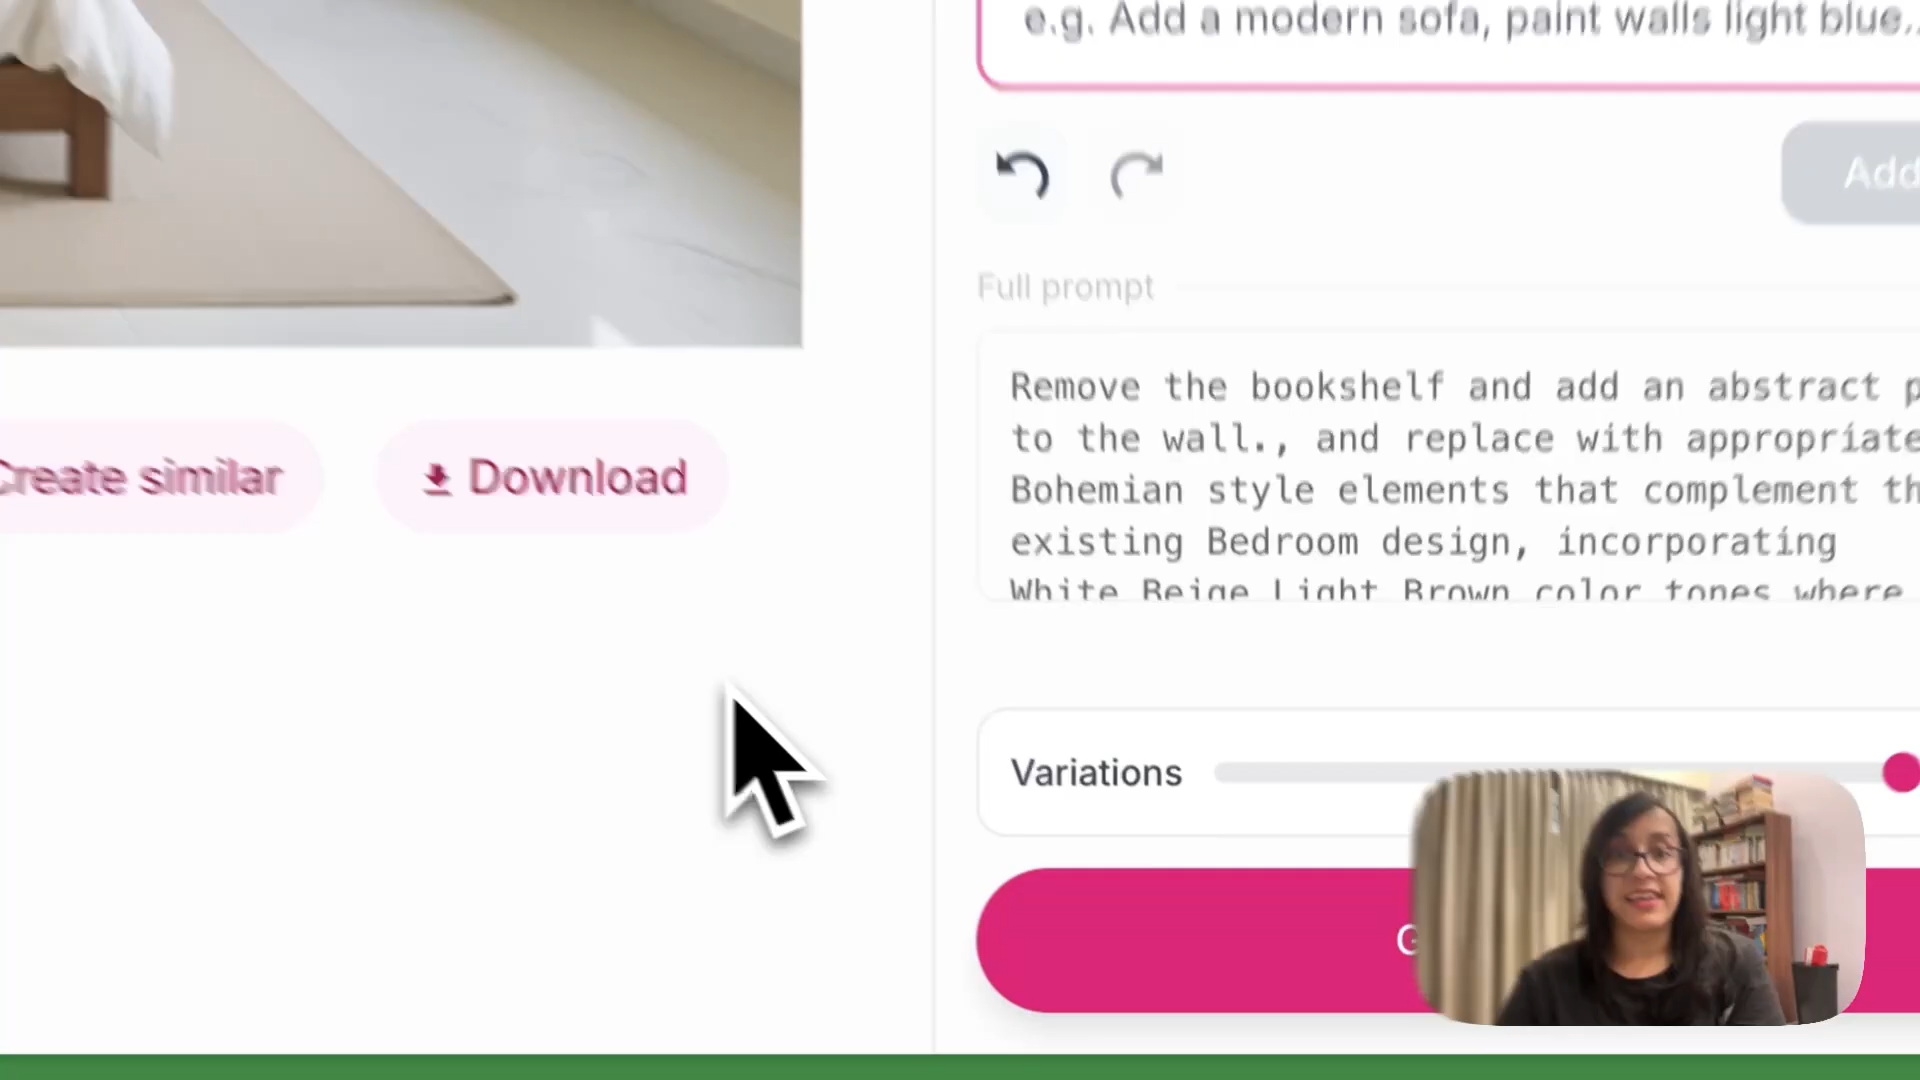 e.g. Add a modern sofa, paint walls light blue..
Add
Full prompt
Remove the bookshelf and add an abstract
to the wall., and replace with appropriate
Bohemian style elements that complement
existing Bedroom design, incorporating
White Beige Light Brown color tones where
Create similar
Download
Variations